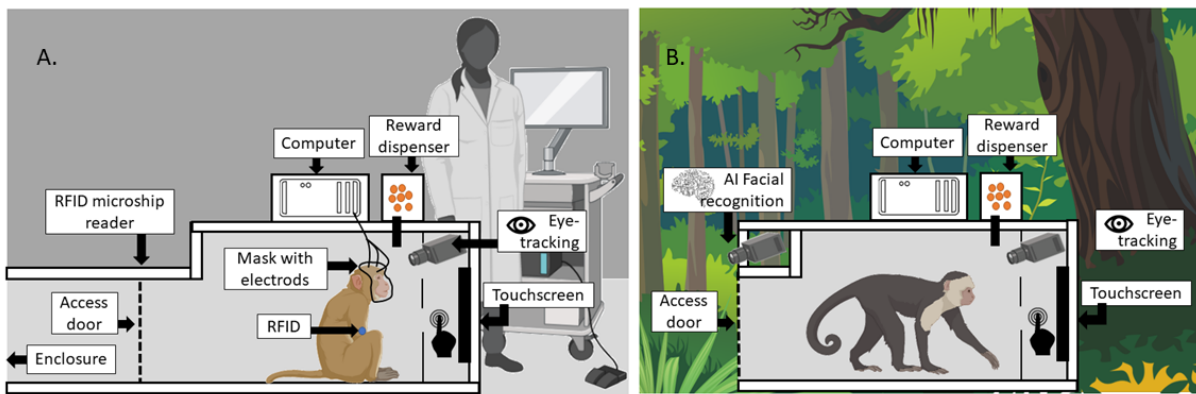 A.
Computer
Reward
dispenser
RFID microship
reader
Eye-
tracking
Mask with
electrods
Access
door
RFID
Touchscreen
Enclosure
B.
Computer
Reward
dispenser
AI Facial
recognition
Eye-
tracking
Access
door
Touchscreen